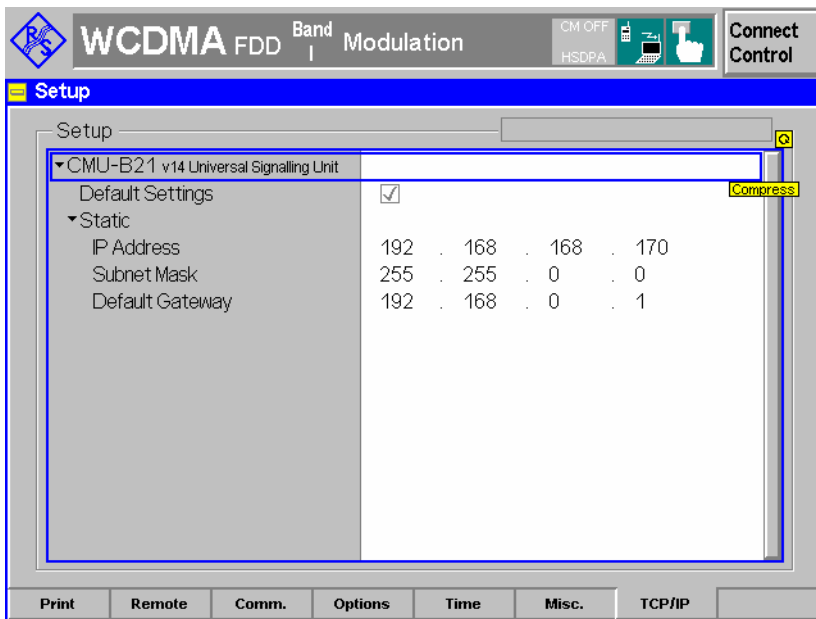 R&S WCDMA FDD Band I Modulation CM OFF HSDPA Connect Control
Setup
Setup
CMU-B21 v14 Universal Signalling Unit
Compress
Default Settings
Static
IP Address 192 . 168 . 168 . 170
Subnet Mask 255 . 255 . 0 . 0
Default Gateway 192 . 168 . 0 . 1
Print Remote Comm. Options Time Misc. TCP/IP